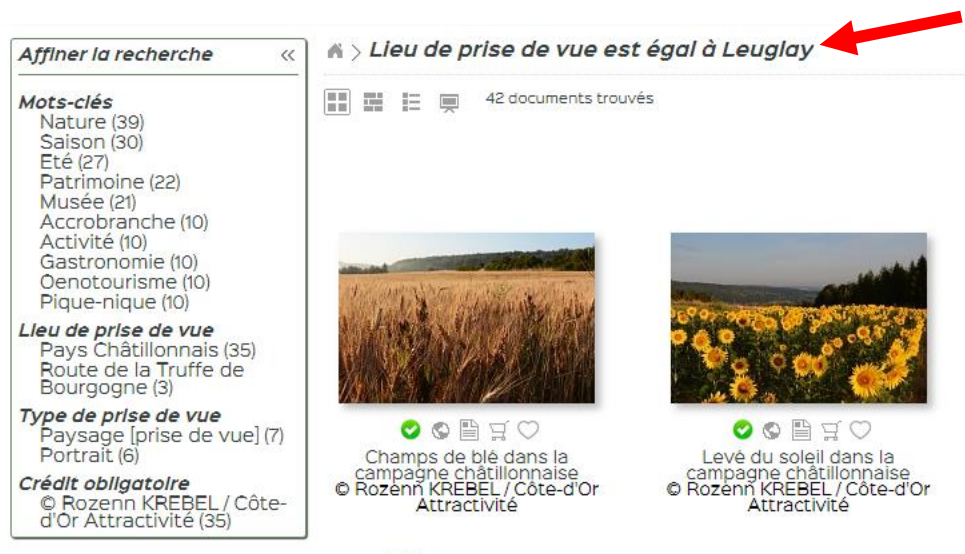 Affiner la recherche «
Mots-clés
Nature (39)
Saison (30)
Eté (27)
Patrimoine (22)
Musée (21)
Accrobranche (10)
Activité (10)
Gastronomie (10)
Oenotourisme (10)
Pique-nique (10)
Lieu de prise de vue
Pays Châtillonnais (35)
Route de la Truffe de
Bourgogne (3)
Type de prise de vue
Paysage [prise de vue] (7)
Portrait (6)
Crédit obligatoire
© Rozenn KREBEL / Côte-
d'Or Attractivité (35)
> Lieu de prise de vue est égal à Leuglay
42 documents trouvés
Champs de blé dans la
campagne châtillonnaise
© Rozenn KREBEL / Côte-d'Or
Attractivité
Levé du soleil dans la
campagne châtillonnaise
© Rozenn KREBEL / Côte-d'Or
Attractivité